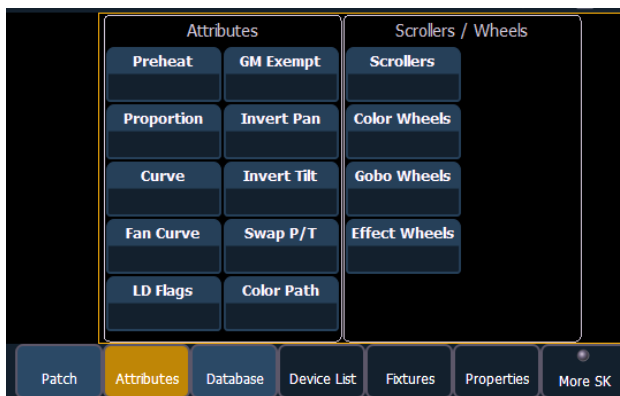 Attributes
Scrollers / Wheels
Preheat
GM Exempt
Scrollers
Proportion
Invert Pan
Color Wheels
Curve
Invert Tilt
Gobo Wheels
Fan Curve
Swap P/T
Effect Wheels
LD Flags
Color Path
Patch
Attributes
Database
Device List
Fixtures
Properties
More SK